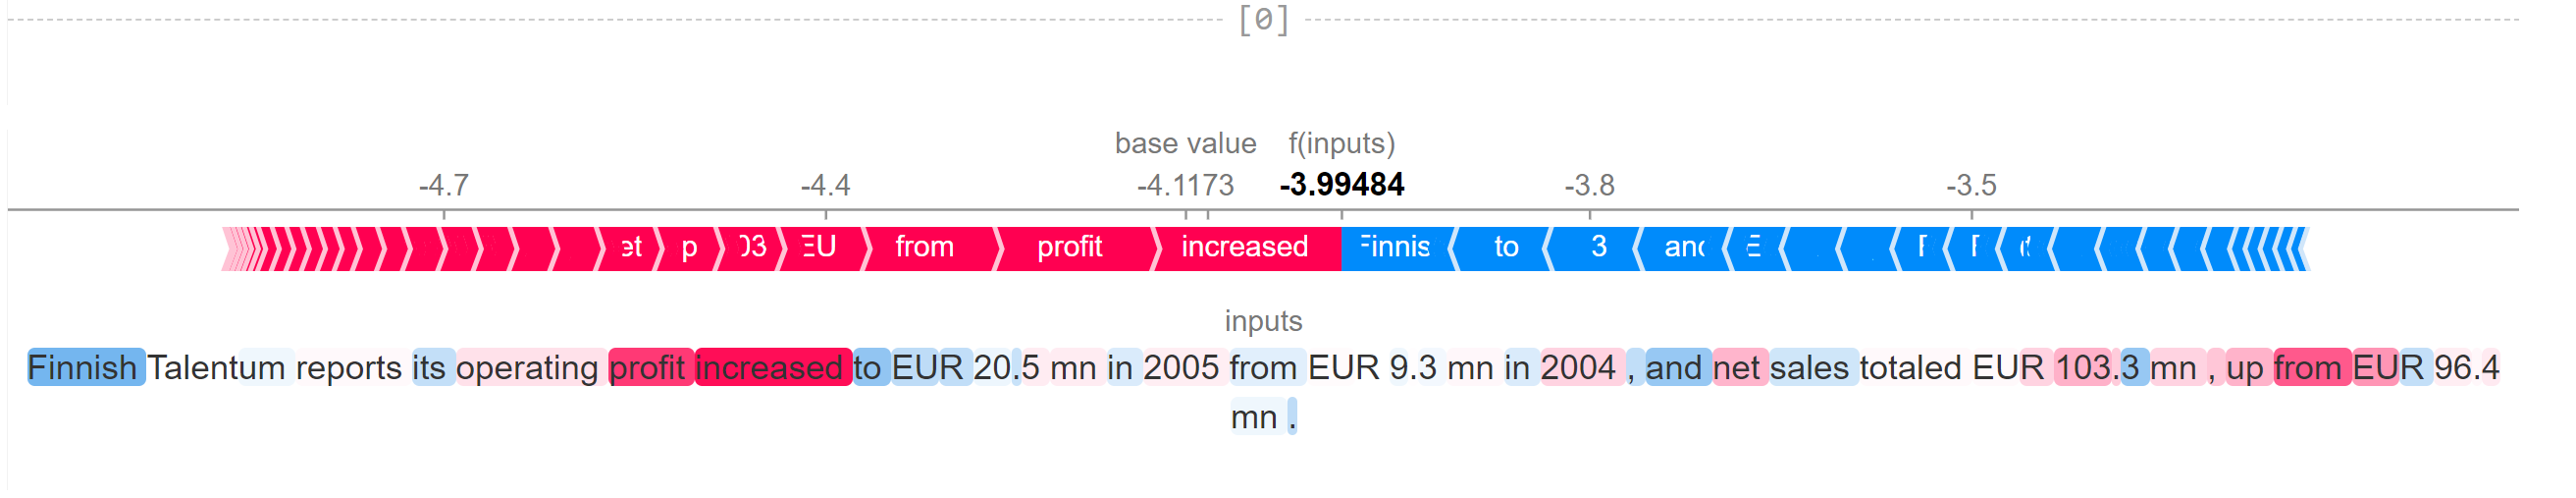 [0]
base value f(inputs)
-4.7 -4.4 -4.1173 -3.99484 -3.8 -3.5
et p 03 EU from profit increased Finnis to 3 and E
inputs
Finnish Talentum reports its operating profit increased to EUR 20.5 mn in 2005 from EUR 9.3 mn in 2004 , and net sales totaled EUR 103.3 mn , up from EUR 96.4
mn .